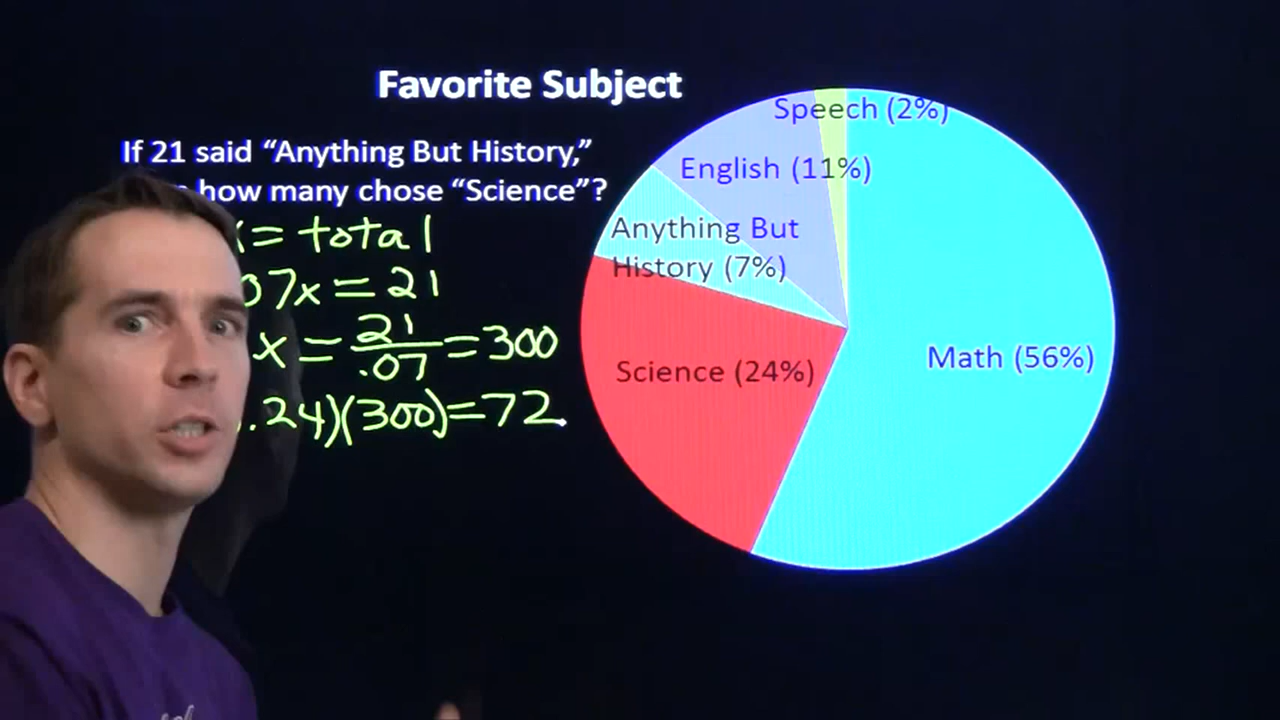 Favorite Subject
If 21 said “Anything But History,”
how many chose “Science”?
= total
07x = 21
x = 21/.07 = 300
.24)(300)=72
Speech (2%)
English (11%)
Anything But
History (7%)
Science (24%)
Math (56%)